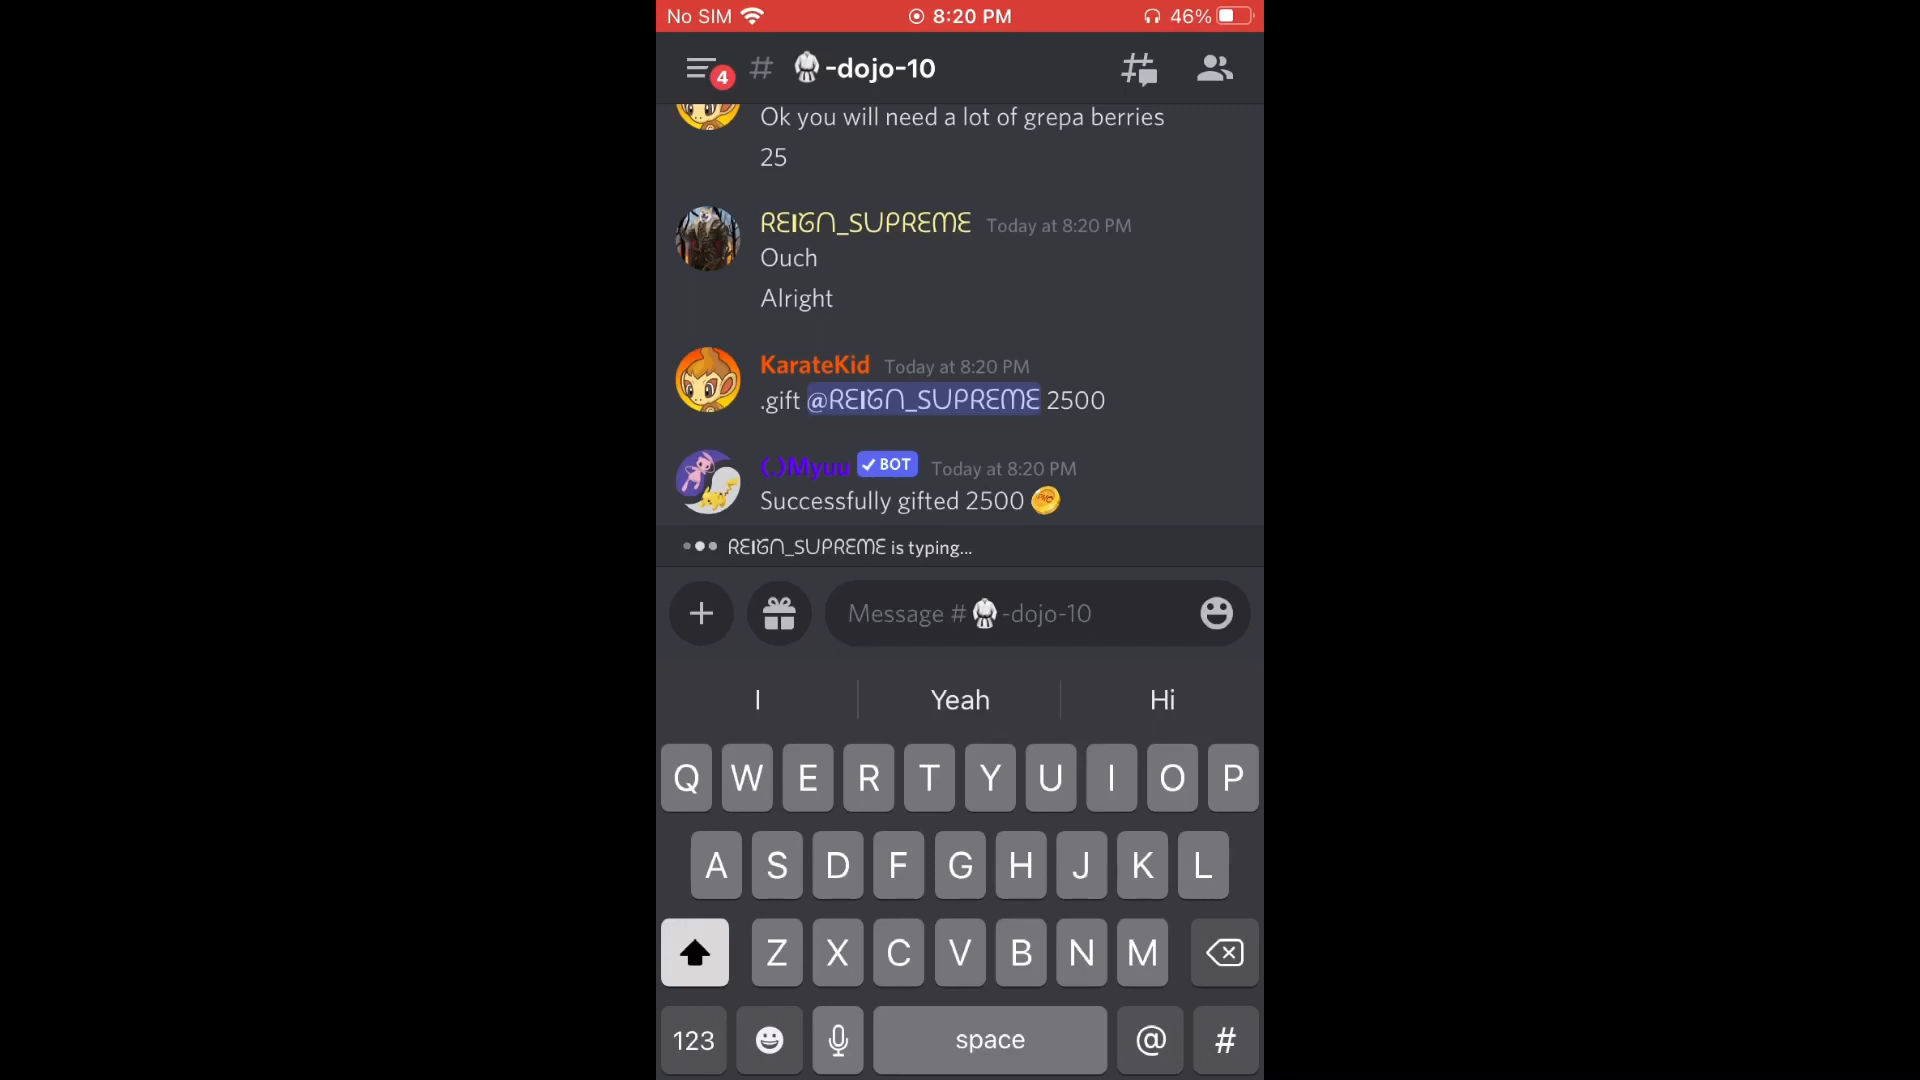 No SIM 8:20 PM 46%
4 # 🥋-dojo-10
Ok you will need a lot of grepa berries
25
REIGN_SUPREME Today at 8:20 PM
Ouch
Alright
KarateKid Today at 8:20 PM
.gift @REIGN_SUPREME 2500
(.)Myuu ✓ BOT Today at 8:20 PM
Successfully gifted 2500
REIGN_SUPREME is typing...
Message #🥋-dojo-10
I Yeah Hi
Q W E R T Y U I O P
A S D F G H J K L
Z X C V B N M
123 space @ #